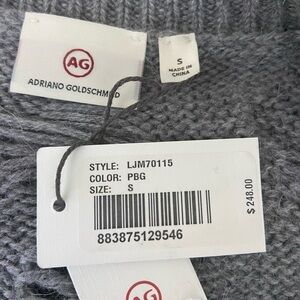 AG
ADRIANO GOLDSCHMIED
S
MADE IN
CHINA
STYLE: LJM70115
COLOR: PBG
SIZE: S
883875129546
$ 248.00
AG